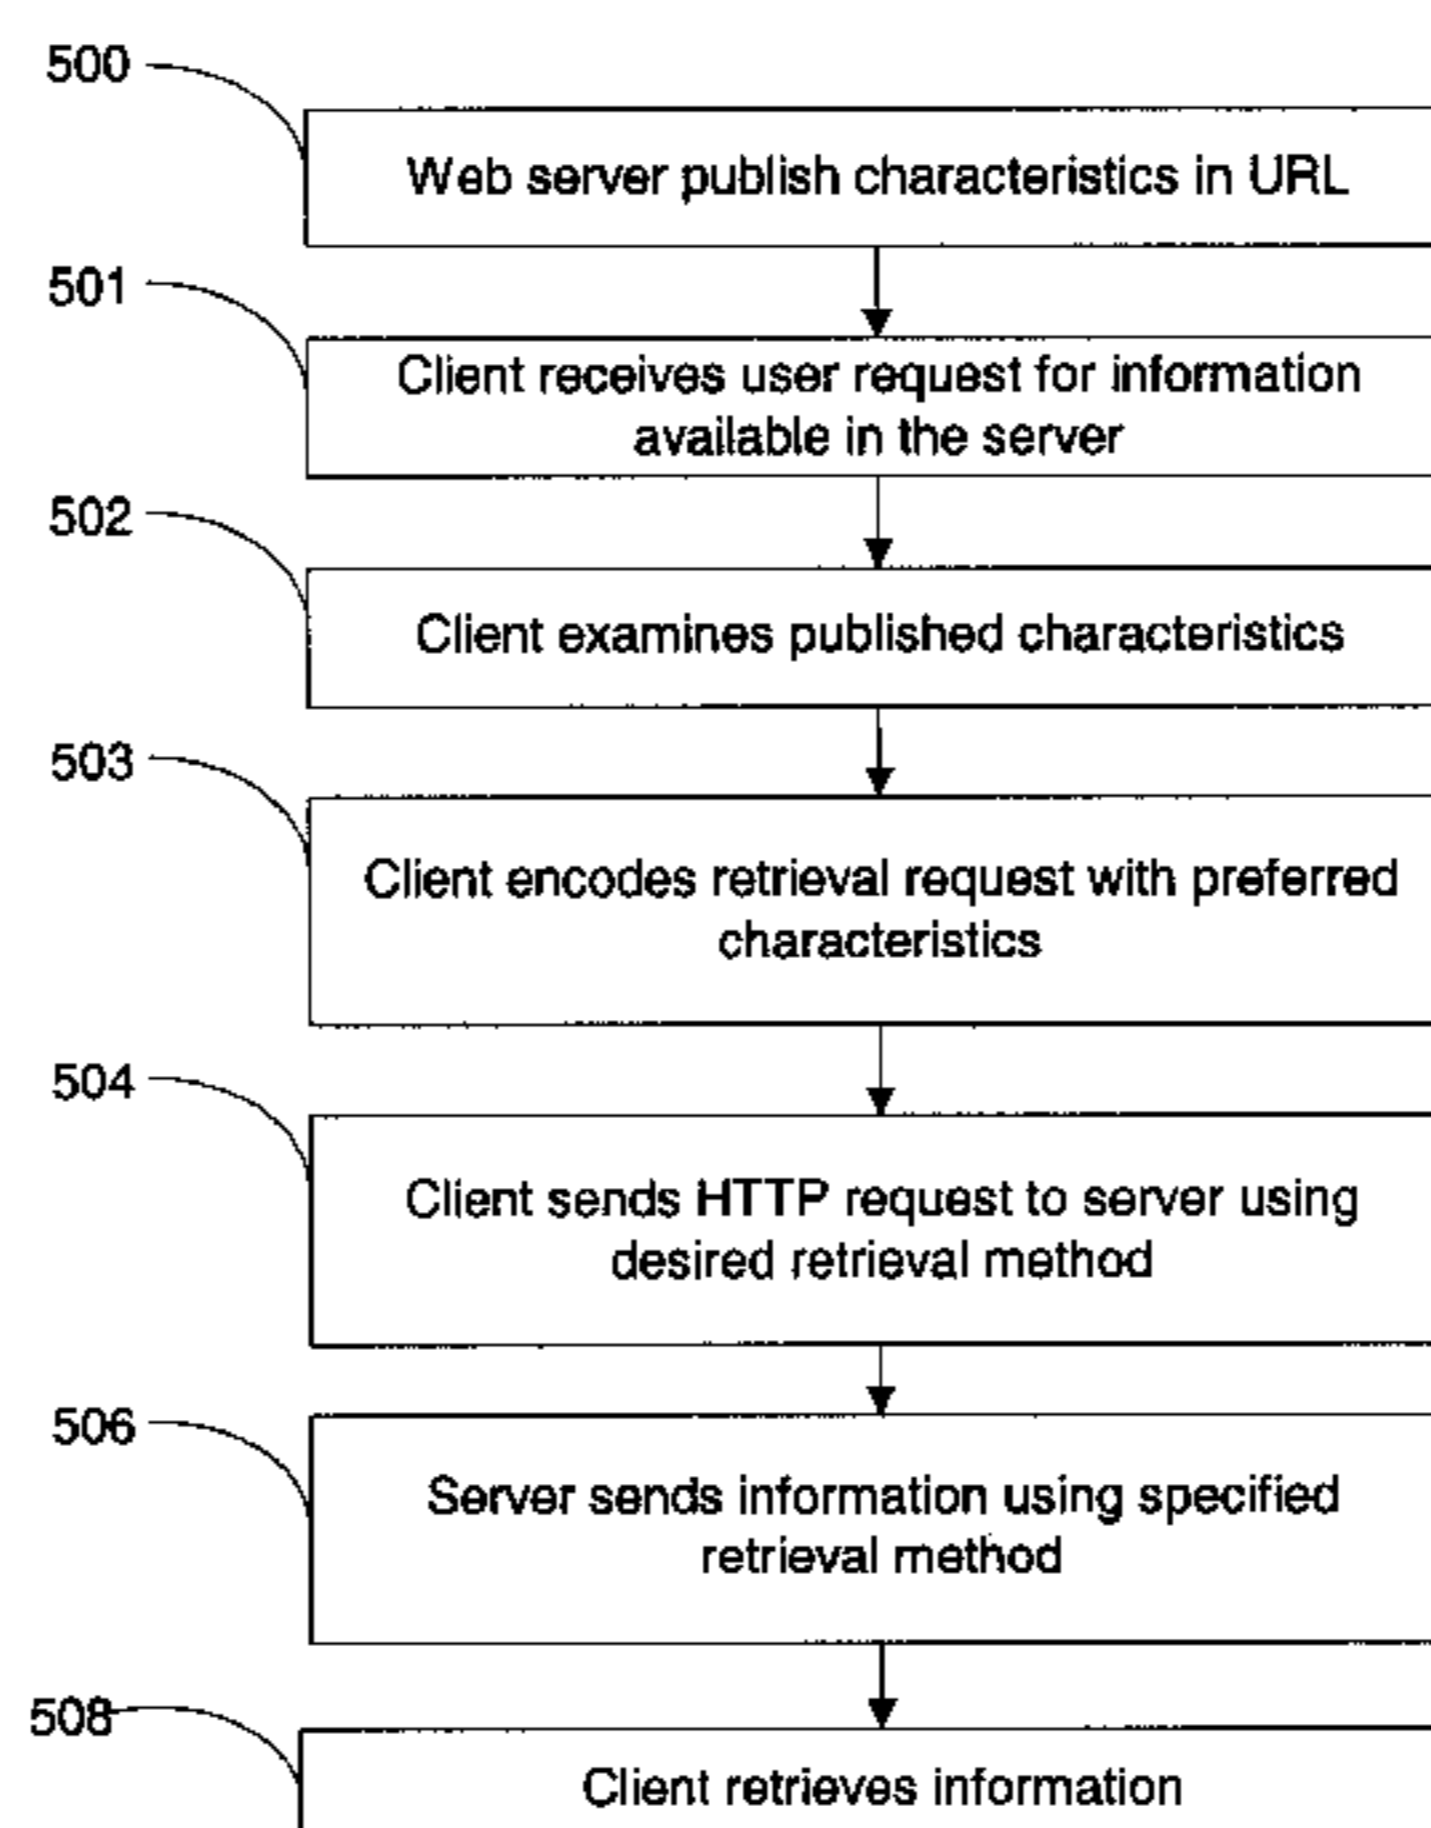 500
Web server publish characteristics in URL
501
Client receives user request for information
available in the server
502
Client examines published characteristics
503
Client encodes retrieval request with preferred
characteristics
504
Client sends HTTP request to server using
desired retrieval method
506
Server sends information using specified
retrieval method
508
Client retrieves information